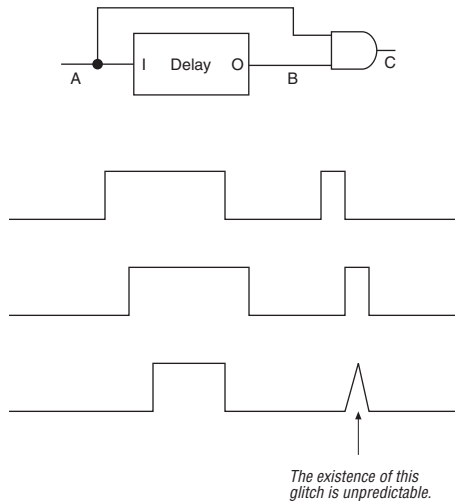 A
I Delay O
B
C
The existence of this
glitch is unpredictable.